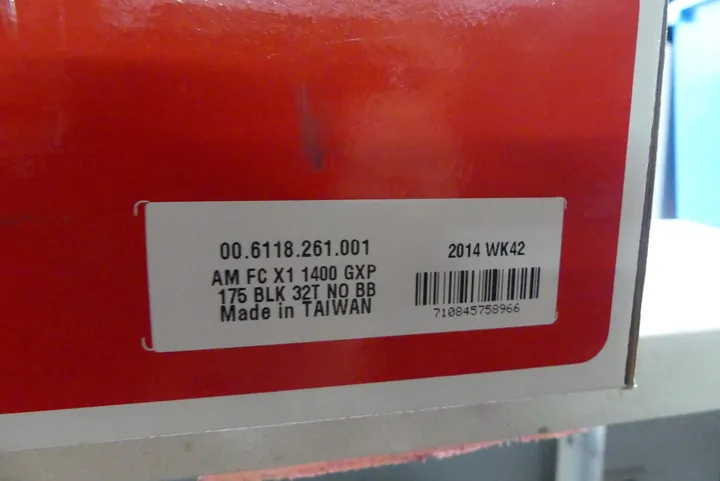 00.6118.261.001
2014 WK42
AM FC X1 1400 GXP
175 BLK 32T NO BB
Made in TAIWAN
710845758966